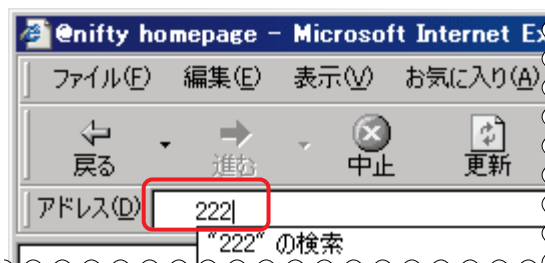 @nifty homepage - Microsoft Internet Ex
ファイル(F) 編集(E) 表示(V) お気に入り(A)
戻る 進む 中止 更新
アドレス(D) 222
"222" の検索